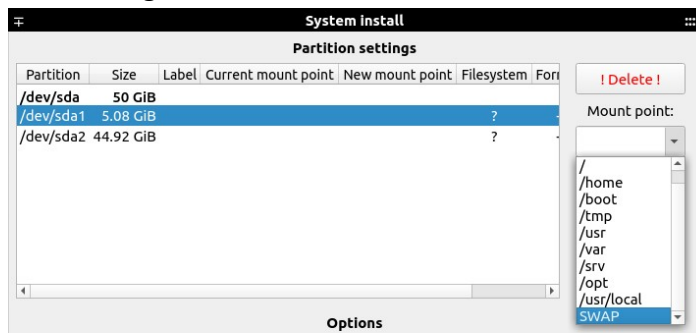 System install
Partition settings
Partition Size Label Current mount point New mount point Filesystem
/dev/sda 50 GiB
/dev/sda1 5.08 GiB ?
/dev/sda2 44.92 GiB ?
! Delete !
Mount point:
/
/home
/boot
/tmp
/usr
/var
/srv
/opt
/usr/local
SWAP
Options